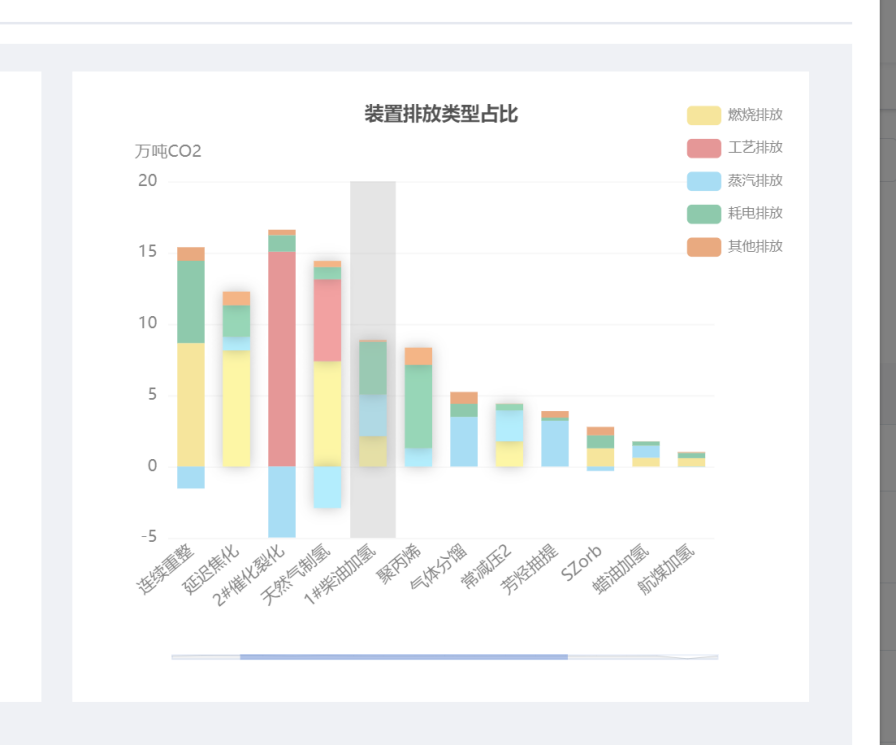 装置排放类型占比
燃烧排放
工艺排放
蒸汽排放
耗电排放
其他排放
万吨CO2
20
15
10
5
0
-5
连续重整
延迟焦化
2#催化裂化
天然气制氢
1#柴油加氢
聚丙烯
气体分馏
常减压2
芳烃抽提
SZorb
蜡油加氢
航煤加氢